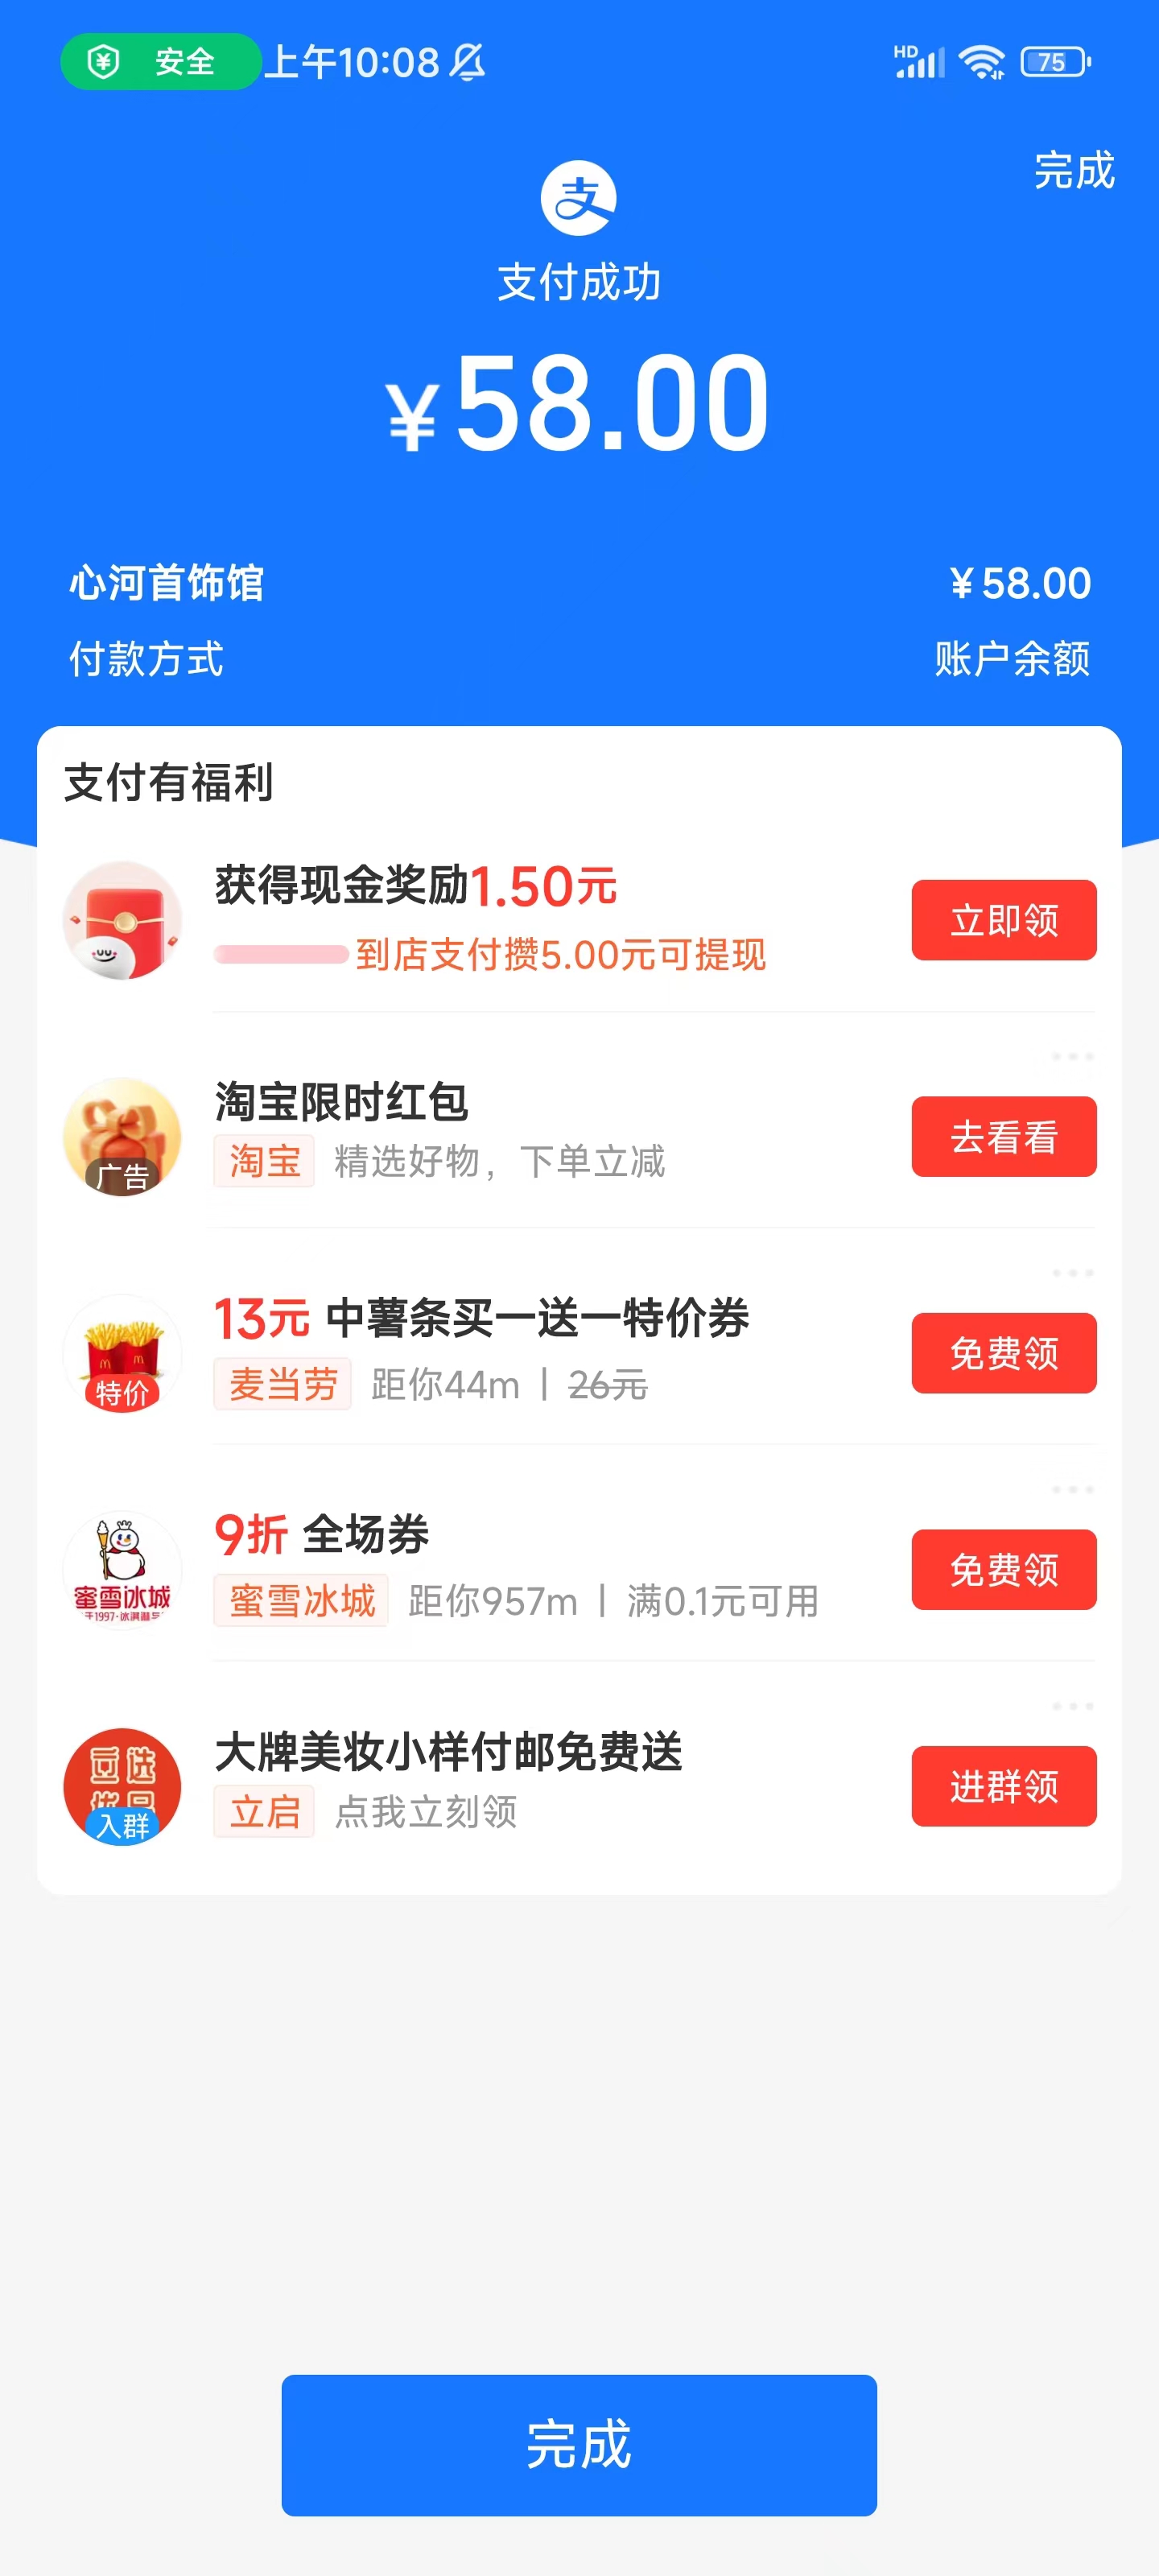 安全 上午10:08 HD 75
完成
支
支付成功
¥58.00
心河首饰馆 ¥58.00
付款方式 账户余额
支付有福利
获得现金奖励1.50元
到店支付攒5.00元可提现
立即领
淘宝限时红包
广告
淘宝 精选好物，下单立减
去看看
13元 中薯条买一送一特价券
特价
麦当劳 距你44m | 26元
免费领
9折 全场券
蜜雪冰城
蜜雪冰城 距你957m | 满0.1元可用
免费领
大牌美妆小样付邮免费送
入群
立启 点我立刻领
进群领
完成